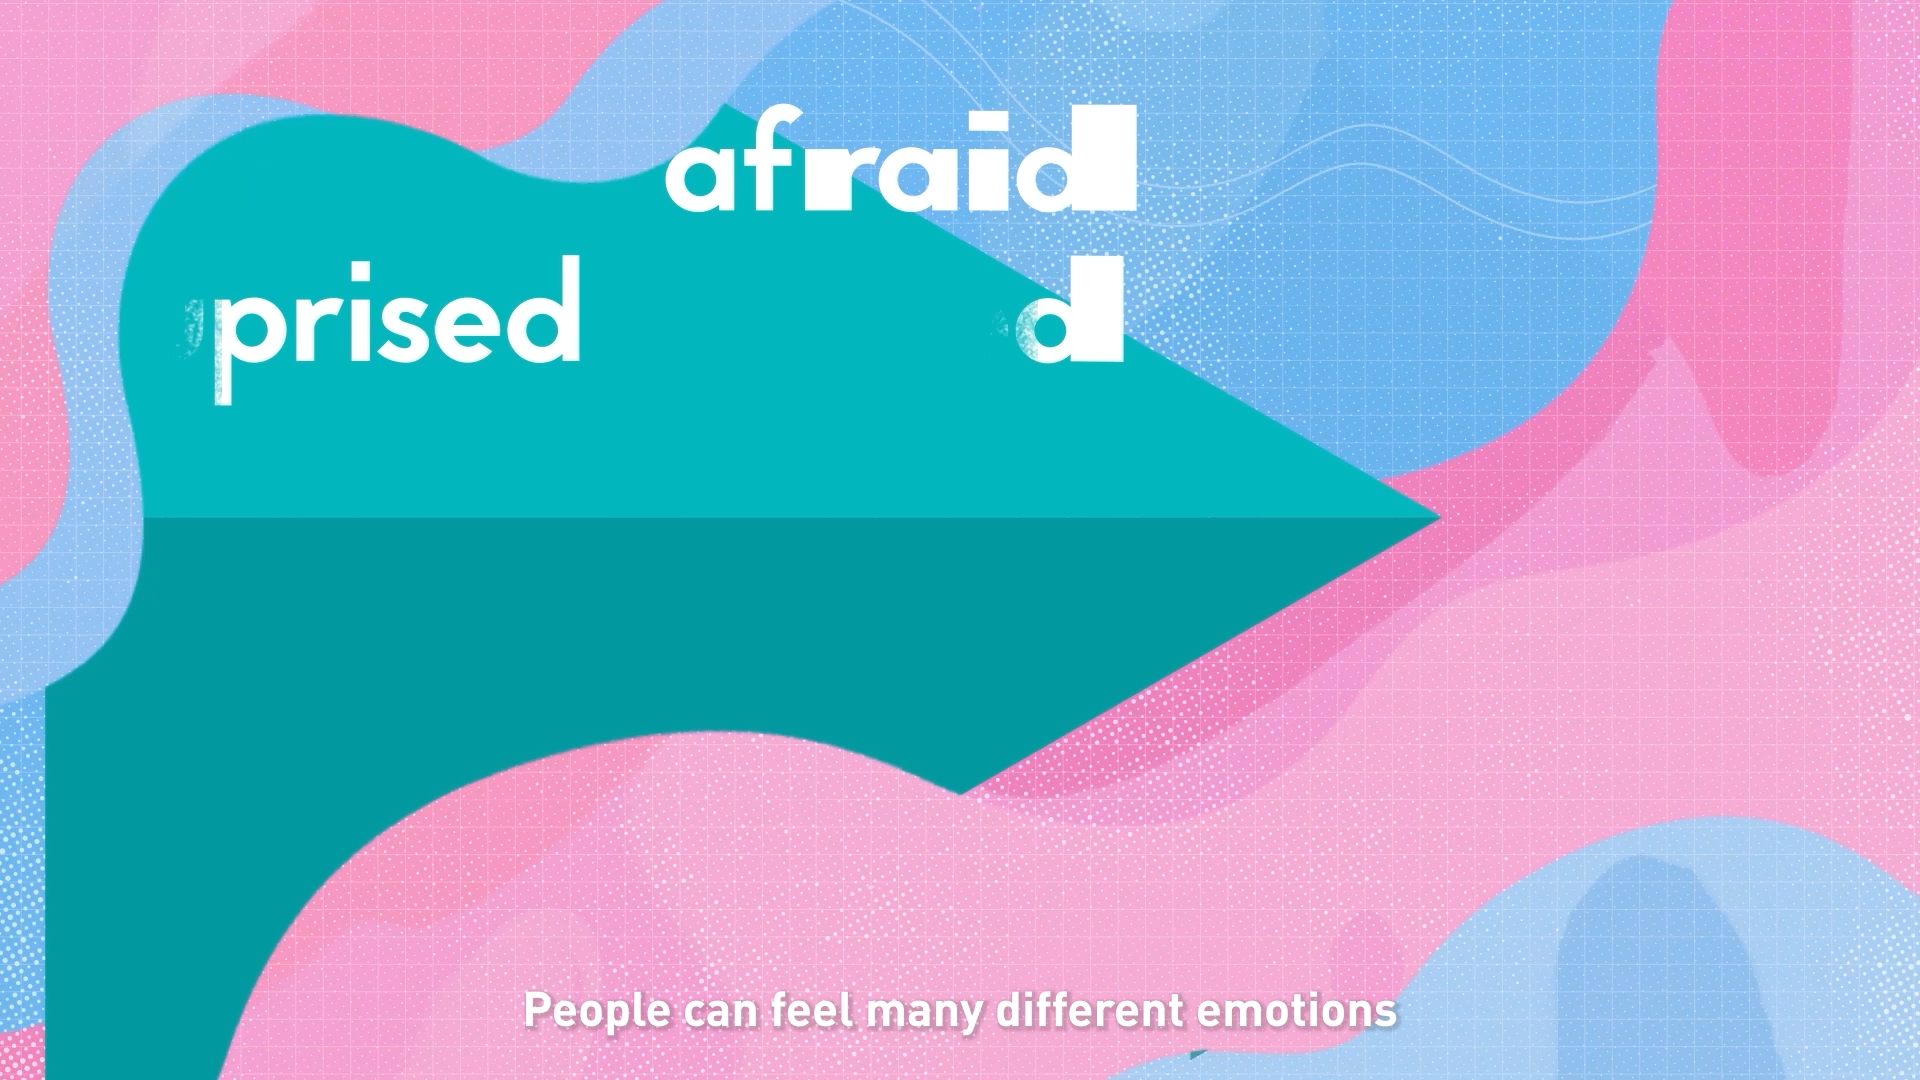 afraid
prised
d
People can feel many different emotions